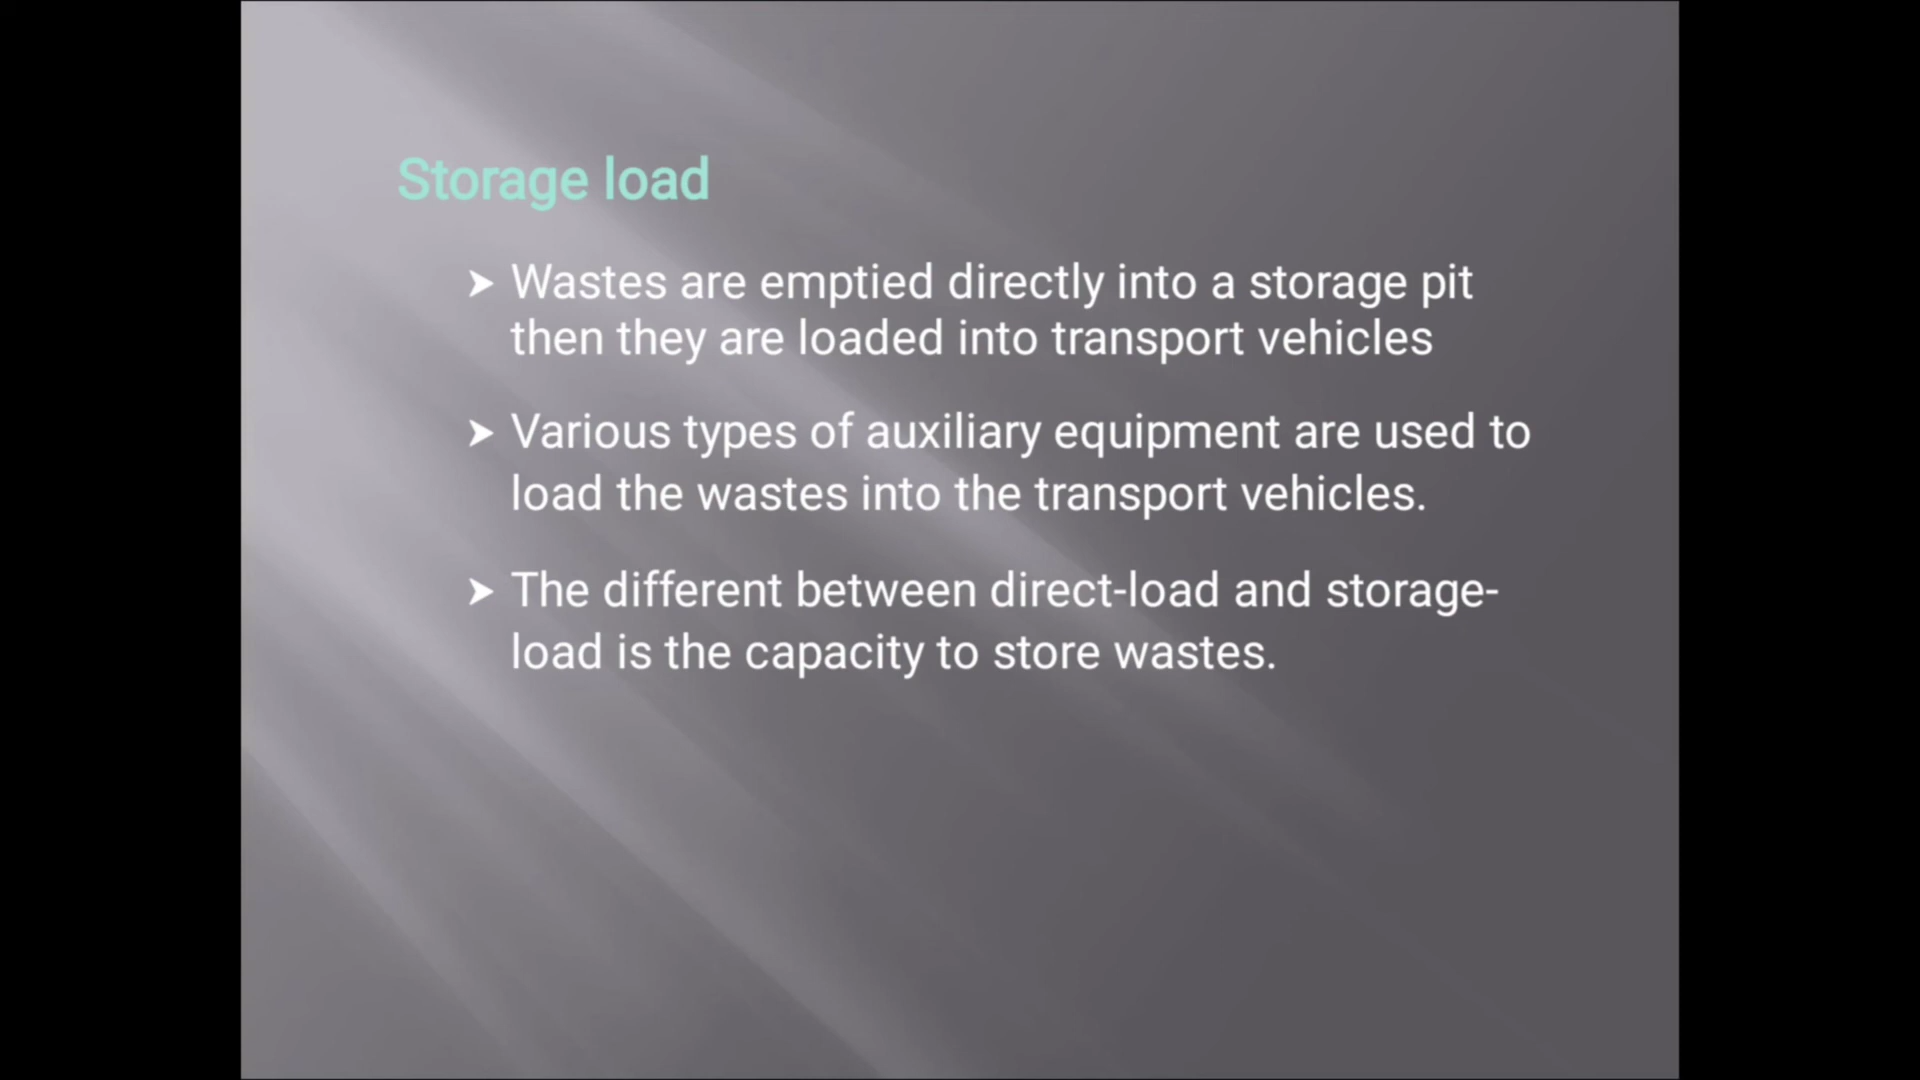 Storage load
➤ Wastes are emptied directly into a storage pit
then they are loaded into transport vehicles
➤ Various types of auxiliary equipment are used to
load the wastes into the transport vehicles.
➤ The different between direct-load and storage-
load is the capacity to store wastes.